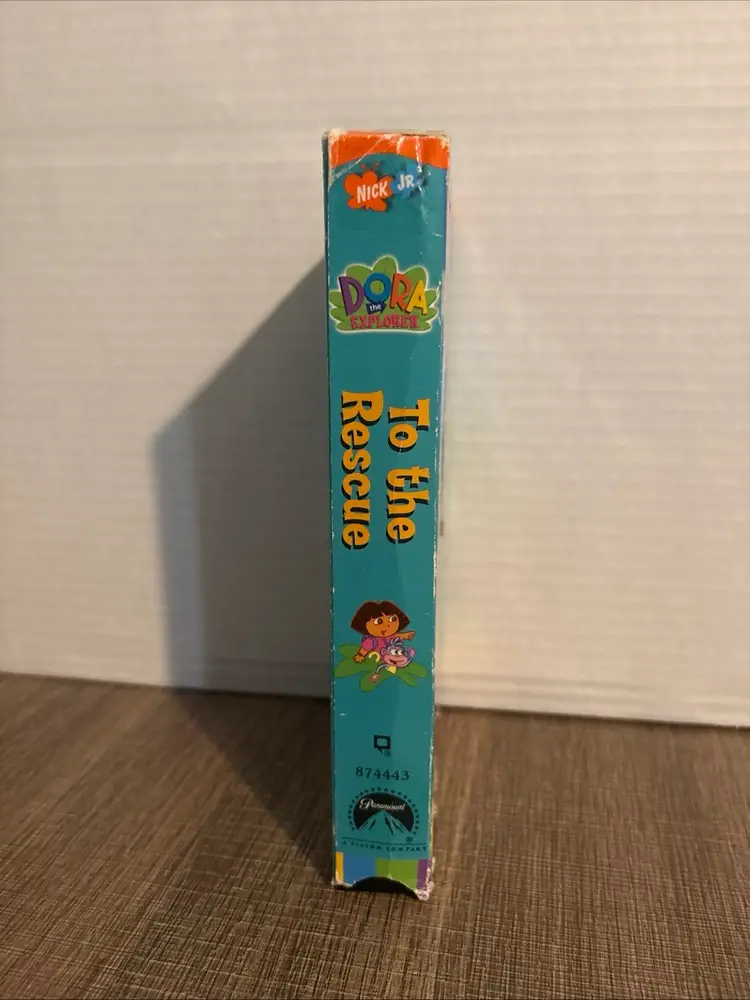 NICK JR.
DORA
the
EXPLORER
To the
Rescue
®
874443
Paramount
®
A VIACOM COMPANY